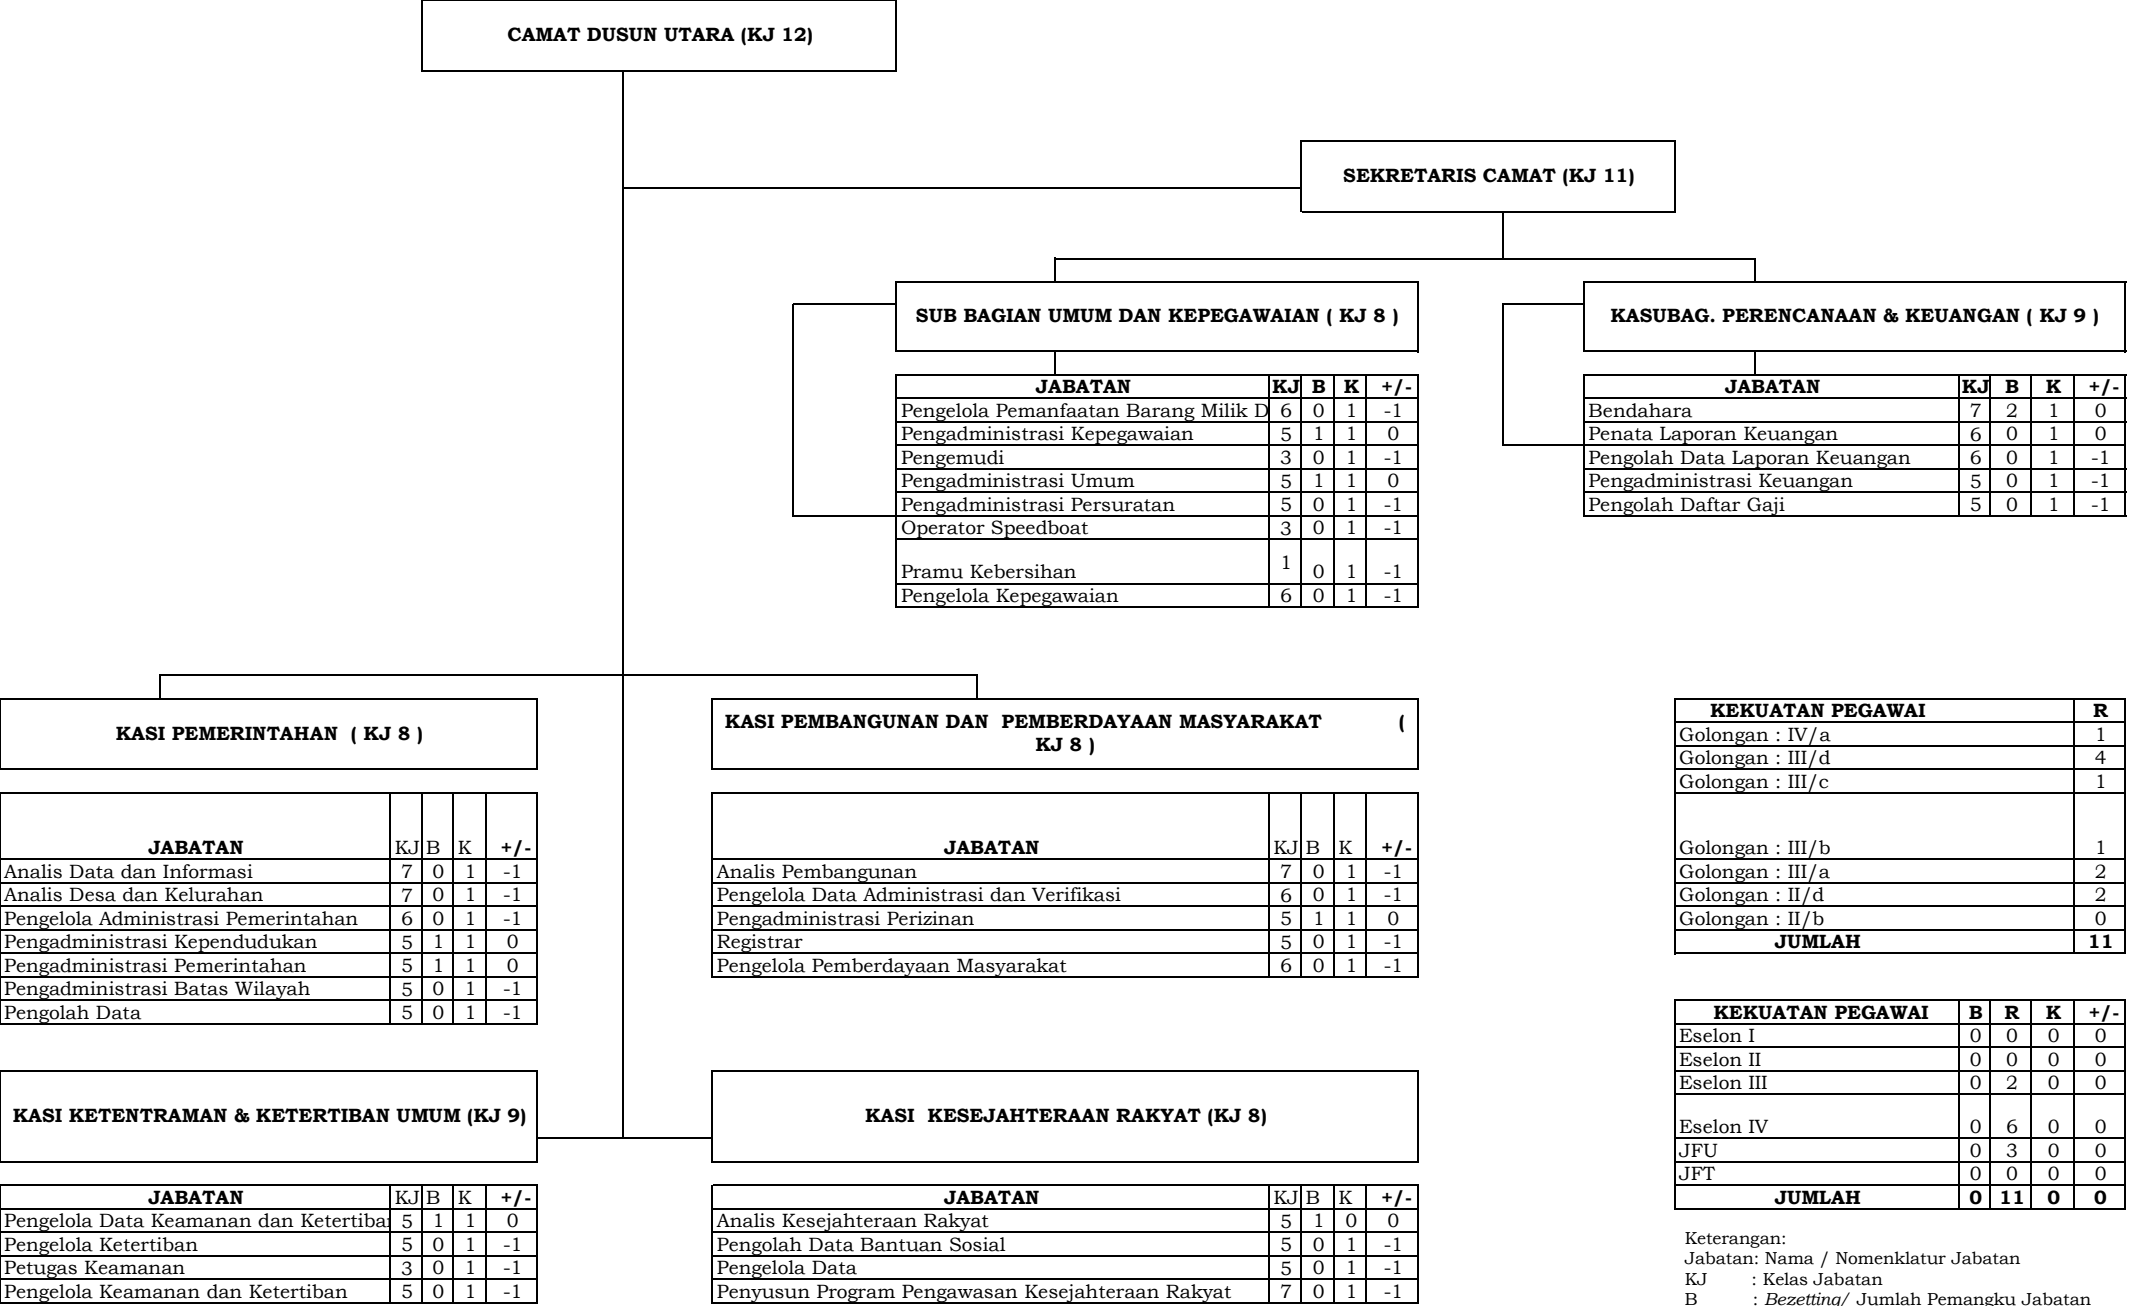 CAMAT DUSUN UTARA (KJ 12)
SEKRETARIS CAMAT (KJ 11)
SUB BAGIAN UMUM DAN KEPEGAWAIAN ( KJ 8 )
JABATAN KJ B K +/-
Pengelola Pemanfaatan Barang Milik D 6 0 1 -1
Pengadministrasi Kepegawaian 5 1 1 0
Pengemudi 3 0 1 -1
Pengadministrasi Umum 5 1 1 0
Pengadministrasi Persuratan 5 0 1 -1
Operator Speedboat 3 0 1 -1
Pramu Kebersihan 1 0 1 -1
Pengelola Kepegawaian 6 0 1 -1
KASUBAG. PERENCANAAN & KEUANGAN ( KJ 9 )
JABATAN KJ B K +/-
Bendahara 7 2 1 0
Penata Laporan Keuangan 6 0 1 0
Pengolah Data Laporan Keuangan 6 0 1 -1
Pengadministrasi Keuangan 5 0 1 -1
Pengolah Daftar Gaji 5 0 1 -1
KASI PEMERINTAHAN ( KJ 8 )
JABATAN KJ B K +/-
Analis Data dan Informasi 7 0 1 -1
Analis Desa dan Kelurahan 7 0 1 -1
Pengelola Administrasi Pemerintahan 6 0 1 -1
Pengadministrasi Kependudukan 5 1 1 0
Pengadministrasi Pemerintahan 5 1 1 0
Pengadministrasi Batas Wilayah 5 0 1 -1
Pengolah Data 5 0 1 -1
KASI PEMBANGUNAN DAN PEMBERDAYAAN MASYARAKAT (
KJ 8 )
JABATAN KJ B K +/-
Analis Pembangunan 7 0 1 -1
Pengelola Data Administrasi dan Verifikasi 6 0 1 -1
Pengadministrasi Perizinan 5 1 1 0
Registrar 5 0 1 -1
Pengelola Pemberdayaan Masyarakat 6 0 1 -1
KEKUATAN PEGAWAI R
Golongan : IV/a 1
Golongan : III/d 4
Golongan : III/c 1
Golongan : III/b 1
Golongan : III/a 2
Golongan : II/d 2
Golongan : II/b 0
JUMLAH 11
KASI KETENTRAMAN & KETERTIBAN UMUM (KJ 9)
JABATAN KJ B K +/-
Pengelola Data Keamanan dan Ketertiba 5 1 1 0
Pengelola Ketertiban 5 0 1 -1
Petugas Keamanan 3 0 1 -1
Pengelola Keamanan dan Ketertiban 5 0 1 -1
KASI KESEJAHTERAAN RAKYAT (KJ 8)
JABATAN KJ B K +/-
Analis Kesejahteraan Rakyat 5 1 0 0
Pengolah Data Bantuan Sosial 5 0 1 -1
Pengelola Data 5 0 1 -1
Penyusun Program Pengawasan Kesejahteraan Rakyat 7 0 1 -1
KEKUATAN PEGAWAI B R K +/-
Eselon I 0 0 0 0
Eselon II 0 0 0 0
Eselon III 0 2 0 0
Eselon IV 0 6 0 0
JFU 0 3 0 0
JFT 0 0 0 0
JUMLAH 0 11 0 0
Keterangan:
Jabatan: Nama / Nomenklatur Jabatan
KJ : Kelas Jabatan
B : Bezetting/ Jumlah Pemangku Jabatan